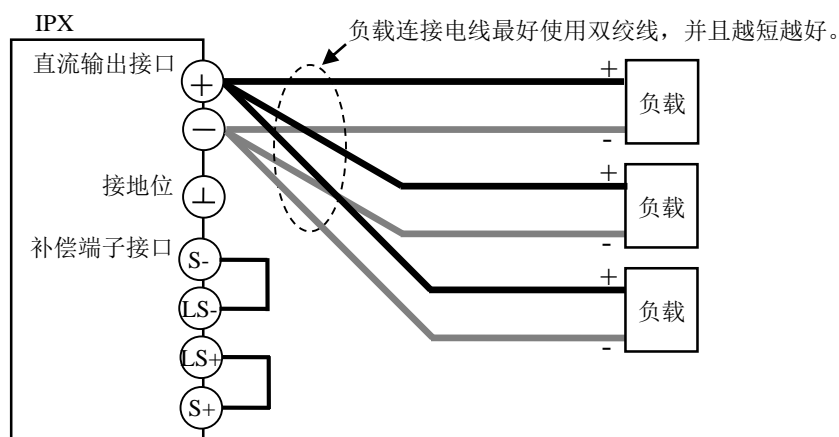 IPX
负载连接电线最好使用双绞线，并且越短越好。
直流输出接口
+
−
接地位
⊥
补偿端子接口
S-
LS-
LS+
S+
+
负载
-
+
负载
-
+
负载
-